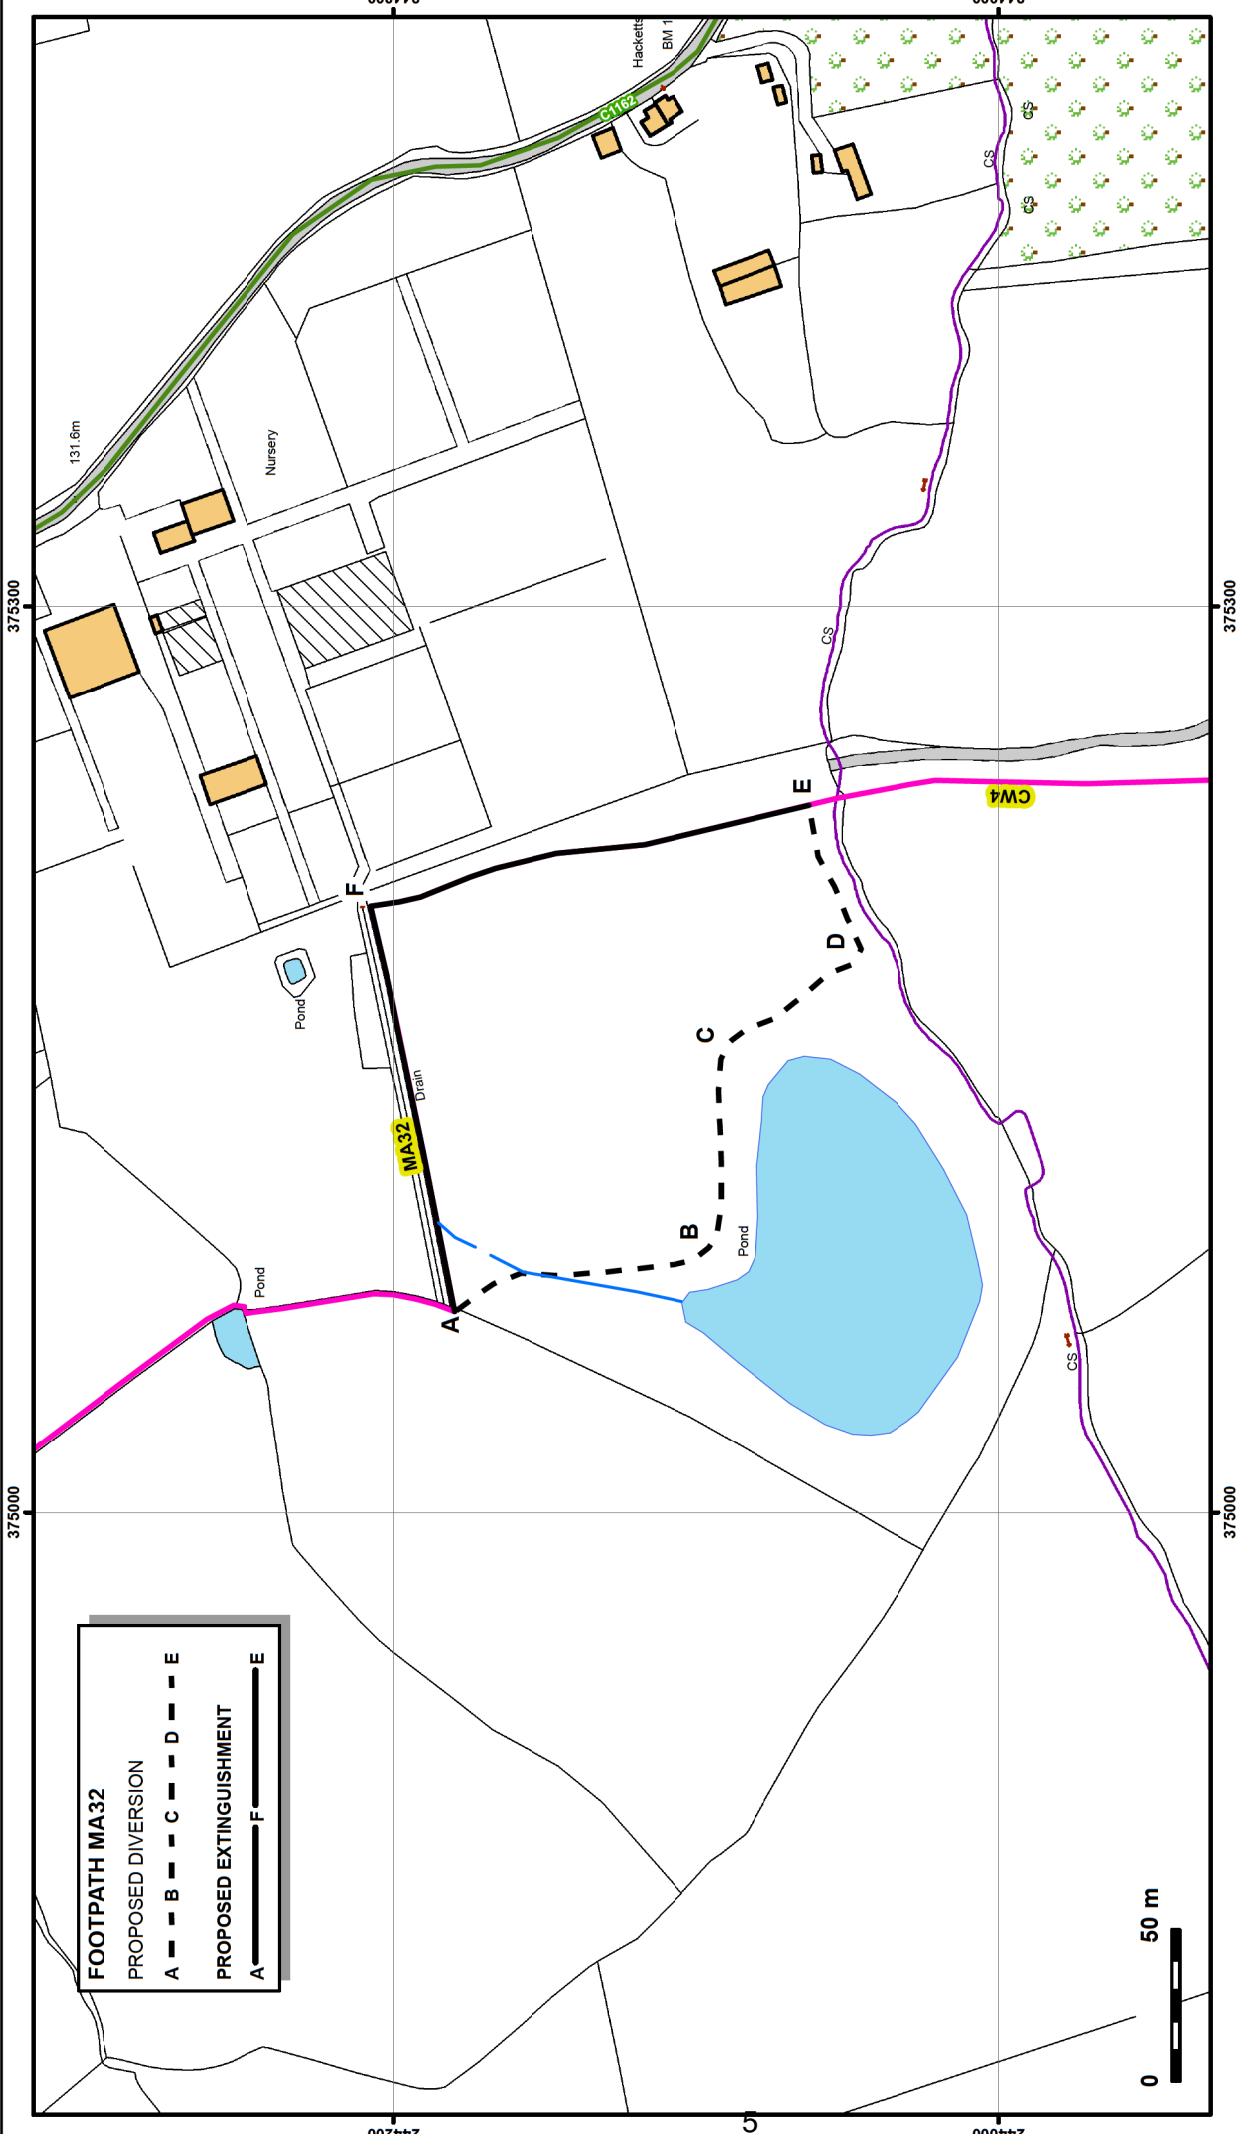 FOOTPATH MA32
PROPOSED DIVERSION
A B C D E
PROPOSED EXTINGUISHMENT
A F E
375000
375300
131.6m
Nursery
C1162
Hacketts
BM 1
Pond
Pond
MA32
Drain
F
A
B
C
D
E
Pond
CW4
CS
CS
CS
CS
CS
0 50 m
375000
375300
5